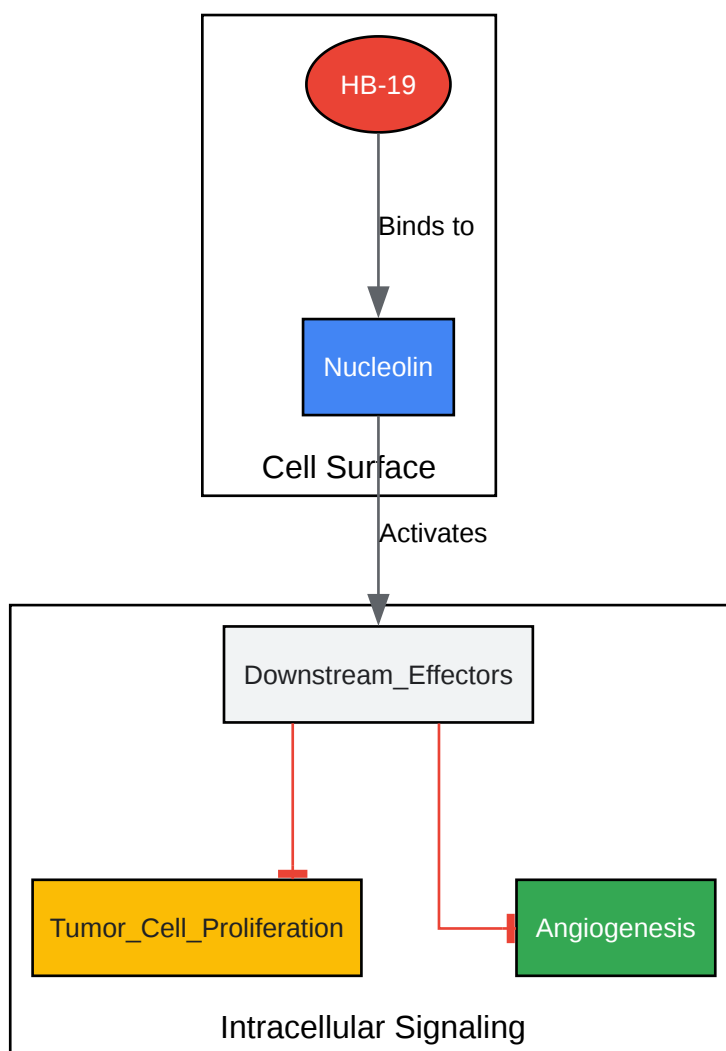 HB-19
Binds to
Nucleolin
Cell Surface
Activates
Downstream_Effectors
Tumor_Cell_Proliferation
Angiogenesis
Intracellular Signaling